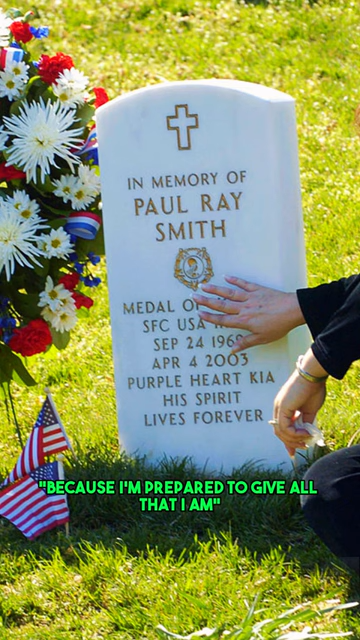 IN MEMORY OF
PAUL RAY
SMITH
MEDAL
SFC USA
SEP 24 196
APR 4 2003
PURPLE HEART KIA
HIS SPIRIT
LIVES FOREVER
"BECAUSE I'M PREPARED TO GIVE ALL
THAT I AM"